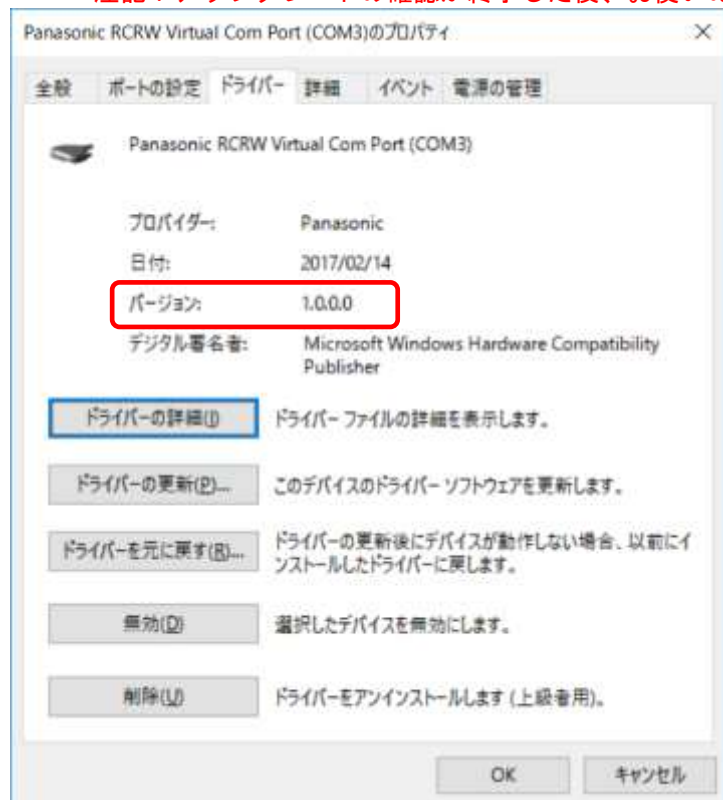 Panasonic RCRW Virtual Com Port (COM3)のプロパティ
全般 ポートの設定 ドライバー 詳細 イベント 電源の管理
Panasonic RCRW Virtual Com Port (COM3)
プロバイダー: Panasonic
日付: 2017/02/14
バージョン: 1.0.0.0
デジタル署名者: Microsoft Windows Hardware Compatibility
Publisher
ドライバーの詳細(I) ドライバー ファイルの詳細を表示します。
ドライバーの更新(P)... このデバイスのドライバー ソフトウェアを更新します。
ドライバーを元に戻す(R)... ドライバーの更新後にデバイスが動作しない場合、以前にイ
ンストールしたドライバーに戻します。
無効(D) 選択したデバイスを無効にします。
削除(U) ドライバーをアンインストールします (上級者用)。
OK キャンセル